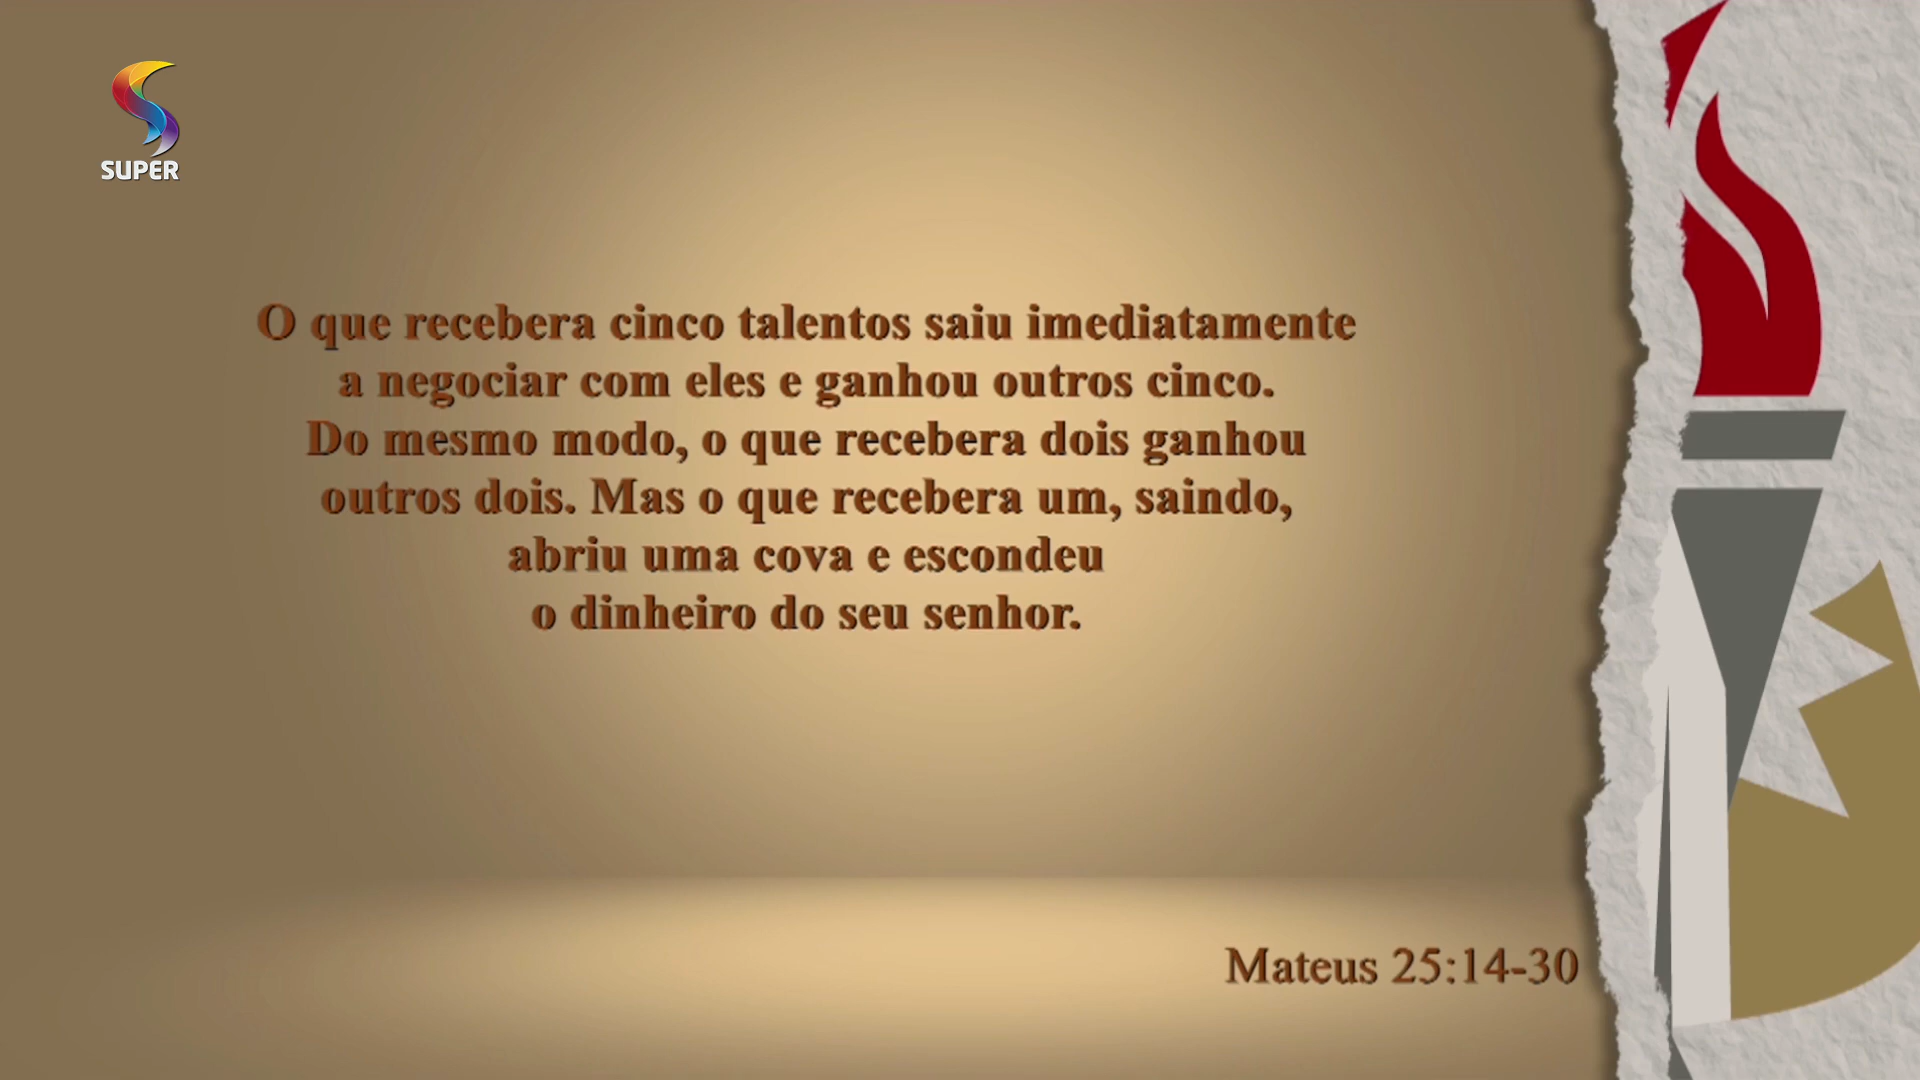 SUPER
O que recebera cinco talentos saiu imediatamente
a negociar com eles e ganhou outros cinco.
Do mesmo modo, o que recebera dois ganhou
outros dois. Mas o que recebera um, saindo,
abriu uma cova e escondeu
o dinheiro do seu senhor.
Mateus 25:14-30